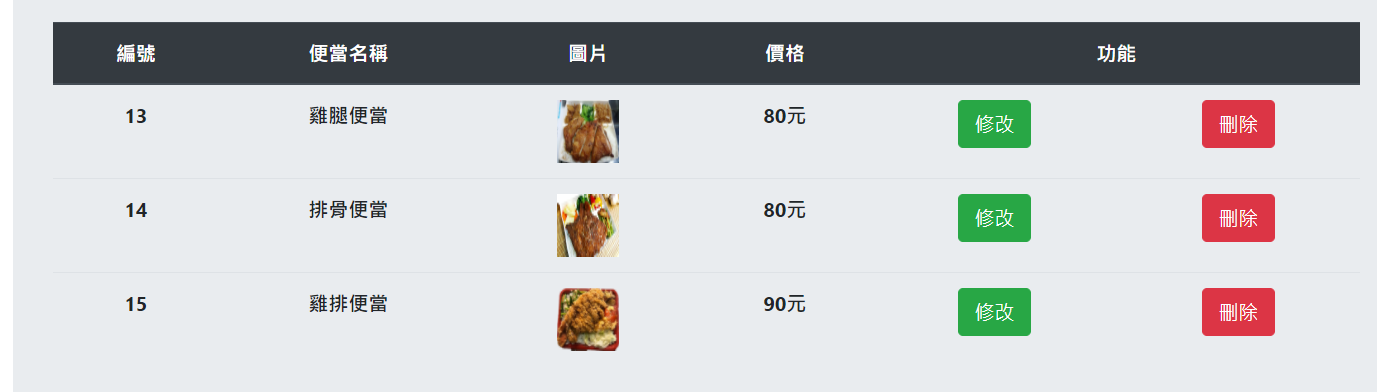 編號 便當名稱 圖片 價格 功能
13 雞腿便當 80元 修改 刪除
14 排骨便當 80元 修改 刪除
15 雞排便當 90元 修改 刪除